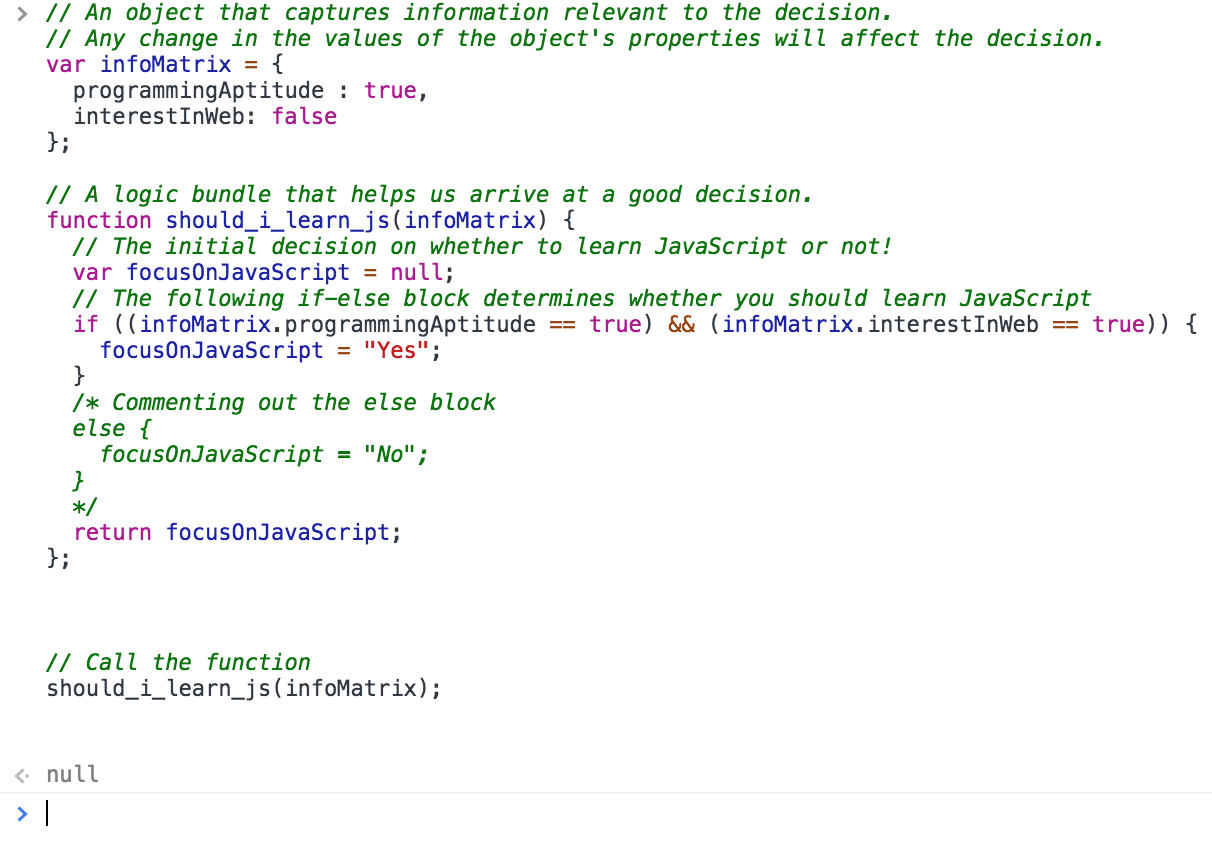 > // An object that captures information relevant to the decision.
// Any change in the values of the object's properties will affect the decision.
var infoMatrix = {
  programmingAptitude : true,
  interestInWeb: false
};

// A logic bundle that helps us arrive at a good decision.
function should_i_learn_js(infoMatrix) {
  // The initial decision on whether to learn JavaScript or not!
  var focusOnJavaScript = null;
  // The following if-else block determines whether you should learn JavaScript
  if ((infoMatrix.programmingAptitude == true) && (infoMatrix.interestInWeb == true)) {
    focusOnJavaScript = "Yes";
  }
  /* Commenting out the else block
  else {
    focusOnJavaScript = "No";
  }
  */
  return focusOnJavaScript;
};

// Call the function
should_i_learn_js(infoMatrix);

<· null
>